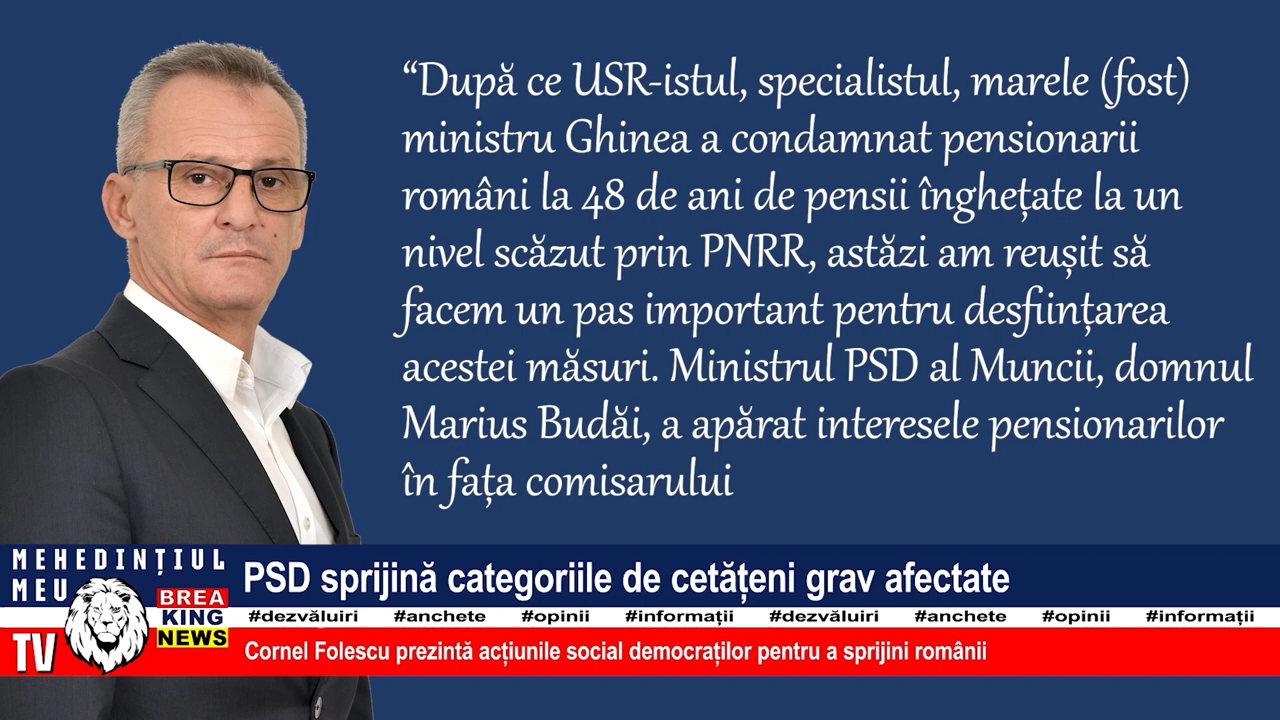 “După ce USR-istul, specialistul, marele (fost)
ministru Ghinea a condamnat pensionarii
români la 48 de ani de pensii înghețate la un
nivel scăzut prin PNRR, astăzi am reușit să
facem un pas important pentru desființarea
acestei măsuri. Ministrul PSD al Muncii, domnul
Marius Budăi, a apărat interesele pensionarilor
în fața comisarului
MEHEDINȚIUL
MEU
TV
BREA
KING
NEWS
PSD sprijină categoriile de cetățeni grav afectate
#dezvăluiri #anchete #opinii #informații #dezvăluiri #anchete #opinii #informații
Cornel Folescu prezintă acțiunile social democraților pentru a sprijini românii